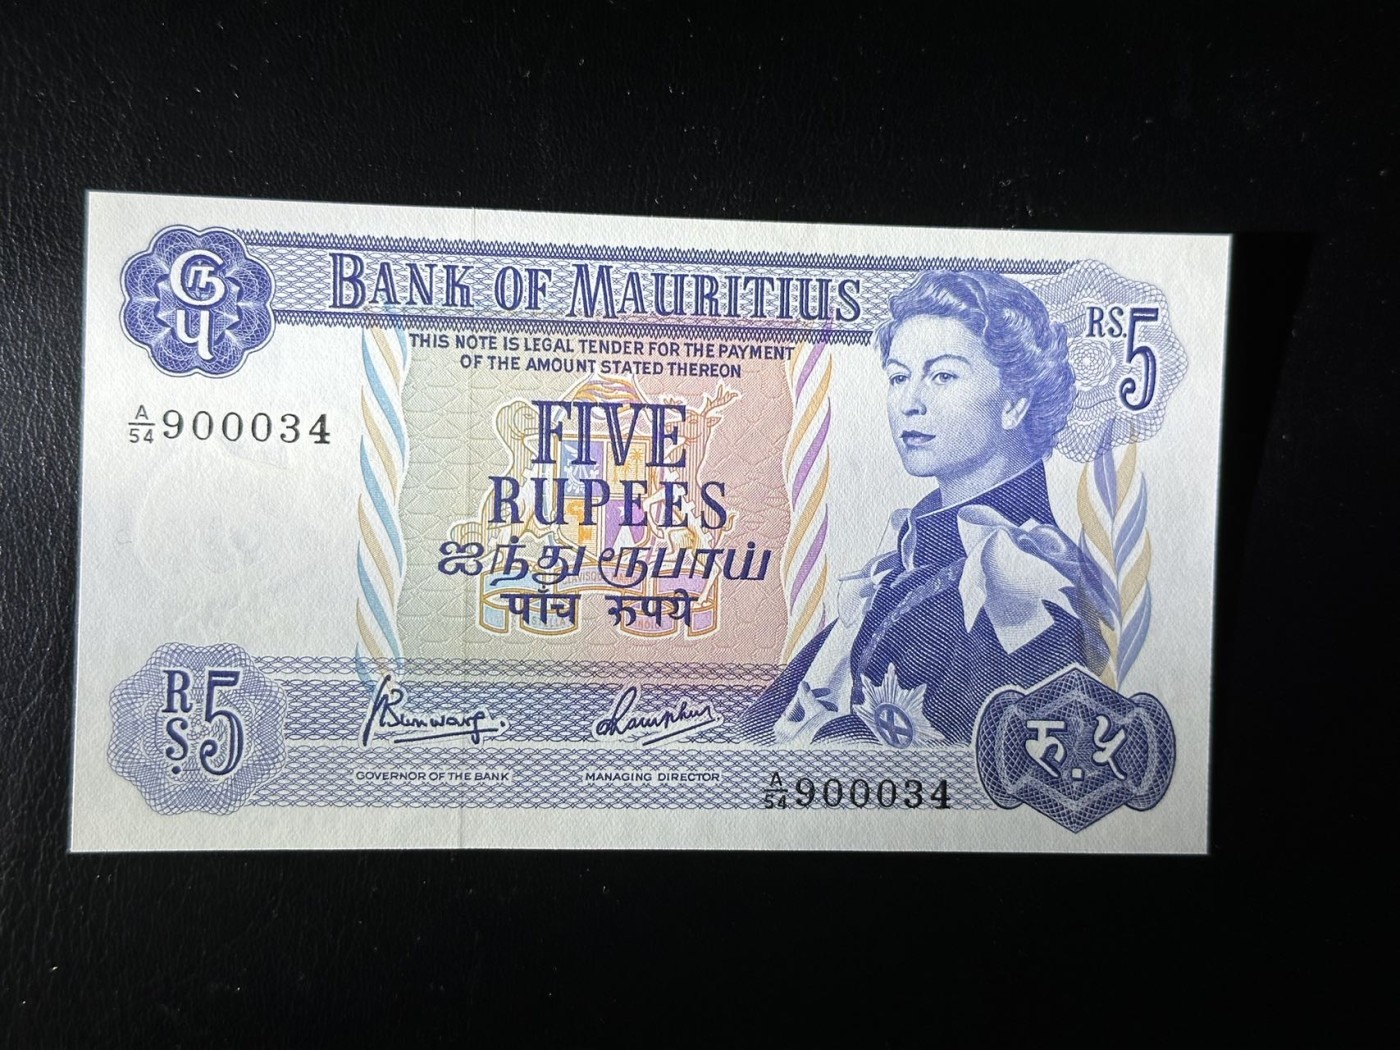 BANK OF MAURITIUS
RS. 5
THIS NOTE IS LEGAL TENDER FOR THE PAYMENT
OF THE AMOUNT STATED THEREON
A/54 900034
FIVE
RUPEES
ஐந்து ரூபாய்
पाँच रुपये
Rs. 5
GOVERNOR OF THE BANK
MANAGING DIRECTOR
A/54 900034
रु. ५